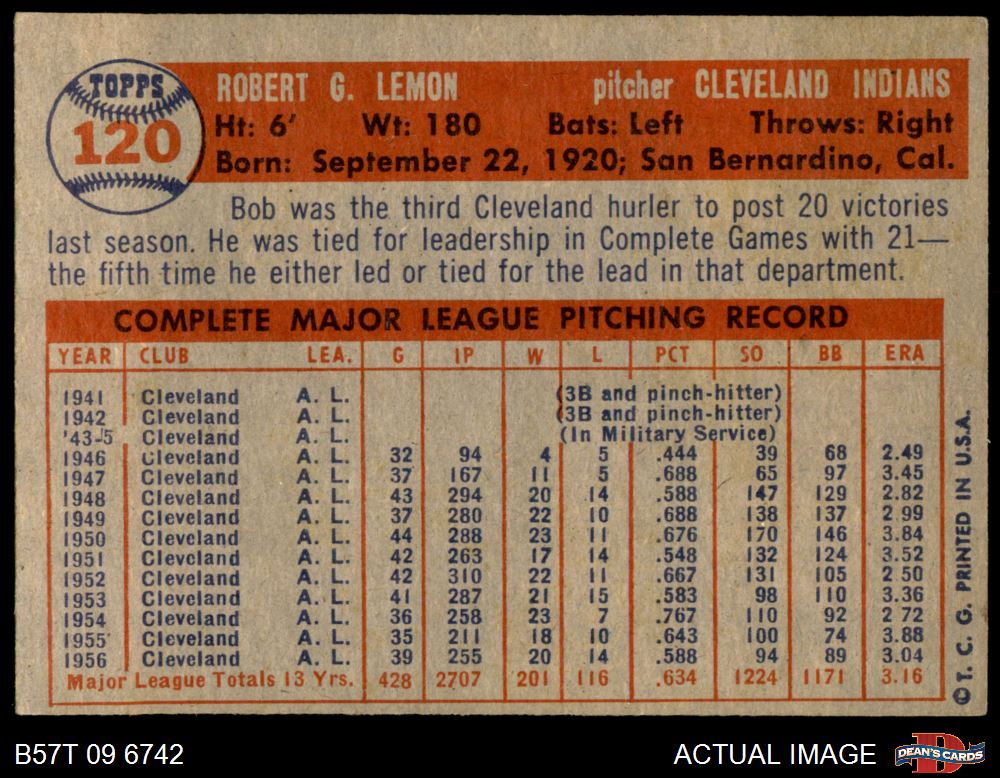 TOPPS
120
ROBERT G. LEMON pitcher CLEVELAND INDIANS
Ht: 6' Wt: 180 Bats: Left Throws: Right
Born: September 22, 1920; San Bernardino, Cal.
Bob was the third Cleveland hurler to post 20 victories
last season. He was tied for leadership in Complete Games with 21—
the fifth time he either led or tied for the lead in that department.
COMPLETE MAJOR LEAGUE PITCHING RECORD
YEAR CLUB LEA. G IP W L PCT SO BB ERA
1941 Cleveland A. L. (3B and pinch-hitter)
1942 Cleveland A. L. (3B and pinch-hitter)
'43-5 Cleveland A. L. (In Military Service)
1946 Cleveland A. L. 32 94 4 5 .444 39 68 2.49
1947 Cleveland A. L. 37 167 11 5 .688 65 97 3.45
1948 Cleveland A. L. 43 294 20 14 .588 147 129 2.82
1949 Cleveland A. L. 37 280 22 10 .688 138 137 2.99
1950 Cleveland A. L. 44 288 23 11 .676 170 146 3.84
1951 Cleveland A. L. 42 263 17 14 .548 132 124 3.52
1952 Cleveland A. L. 42 310 22 11 .667 131 105 2.50
1953 Cleveland A. L. 41 287 21 15 .583 98 110 3.36
1954 Cleveland A. L. 36 258 23 7 .767 110 92 2 72
1955 Cleveland A. L. 35 211 18 10 .643 100 74 3.88
1956 Cleveland A. L. 39 255 20 14 .588 94 89 3.04
Major League Totals 13 Yrs. 428 2707 201 116 .634 1224 1171 3.16
©T. C. G. PRINTED IN U.S.A.
B57T 09 6742 ACTUAL IMAGE DEAN'S CARDS